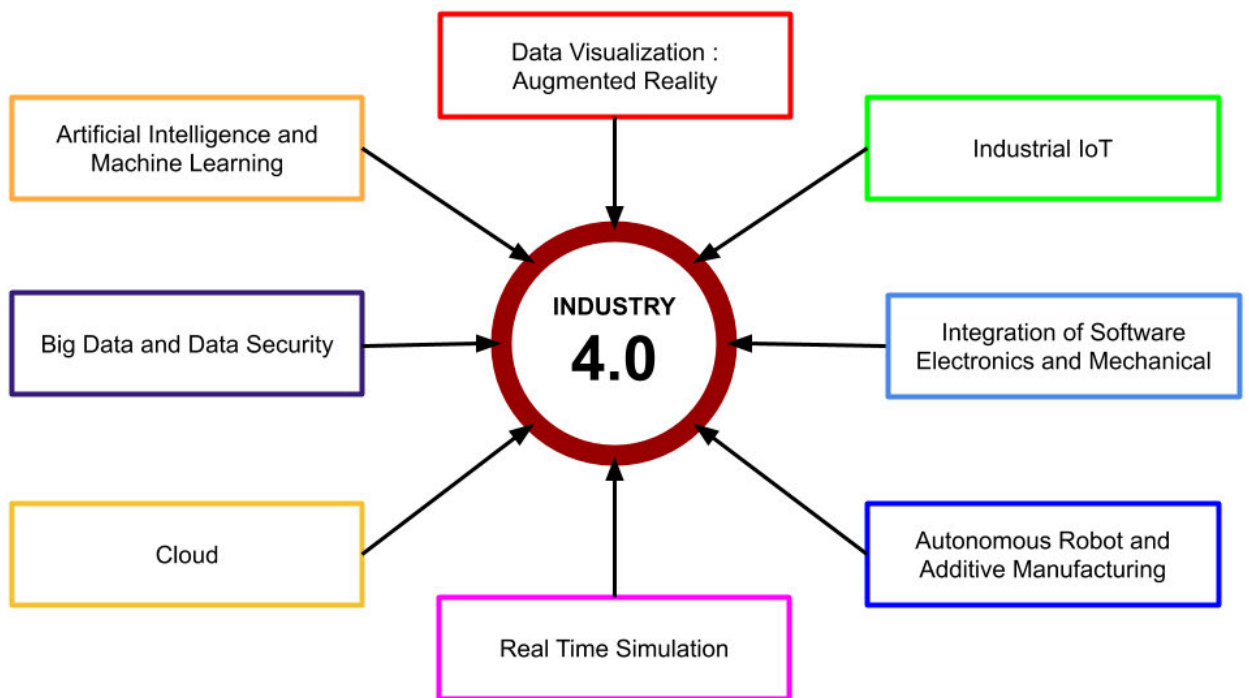 Data Visualization :
Augmented Reality
Artificial Intelligence and
Machine Learning
Industrial IoT
INDUSTRY
4.0
Big Data and Data Security
Integration of Software
Electronics and Mechanical
Cloud
Autonomous Robot and
Additive Manufacturing
Real Time Simulation